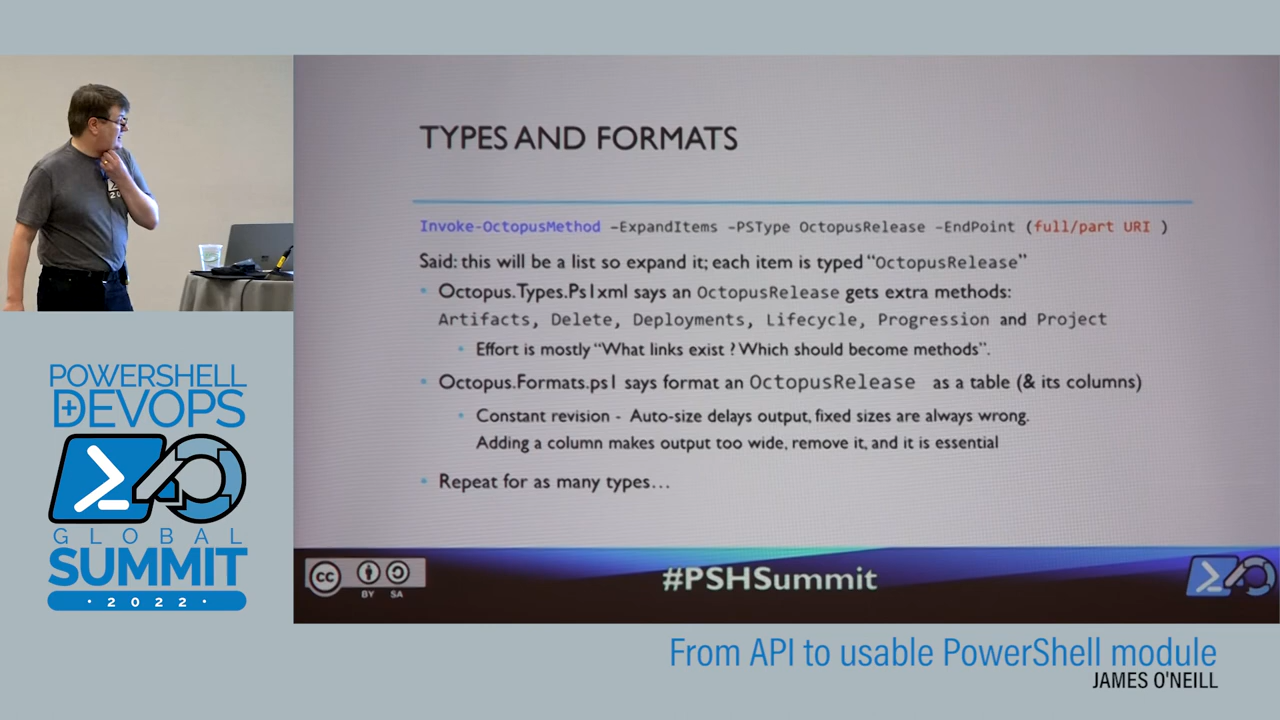 TYPES AND FORMATS
Invoke-OctopusMethod -ExpandItems -PSType OctopusRelease -EndPoint (full/part URI )
Said: this will be a list so expand it; each item is typed "OctopusRelease"
• Octopus.Types.Ps1xml says an OctopusRelease gets extra methods:
Artifacts, Delete, Deployments, Lifecycle, Progression and Project
• Effort is mostly "What links exist ? Which should become methods".
• Octopus.Formats.ps1 says format an OctopusRelease as a table (& its columns)
• Constant revision - Auto-size delays output, fixed sizes are always wrong.
Adding a column makes output too wide, remove it, and it is essential
• Repeat for as many types…
POWERSHELL
+DEVOPS
GLOBAL
SUMMIT
· 2022 ·
cc
BY SA
#PSHSummit
From API to usable PowerShell module
JAMES O'NEILL